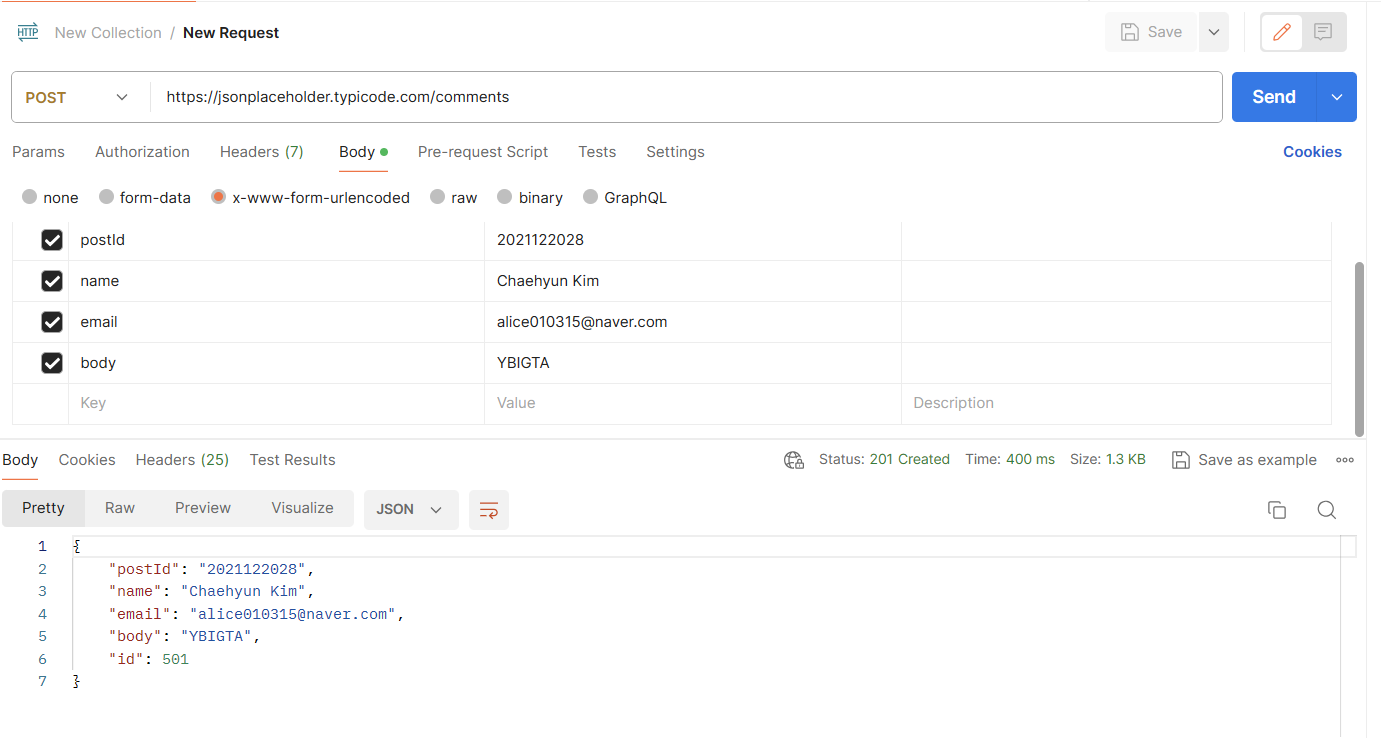 HTTP New Collection / New Request Save
POST https://jsonplaceholder.typicode.com/comments Send
Params Authorization Headers (7) Body Pre-request Script Tests Settings Cookies
none form-data x-www-form-urlencoded raw binary GraphQL
postId 2021122028
name Chaehyun Kim
email alice010315@naver.com
body YBIGTA
Key Value Description
Body Cookies Headers (25) Test Results Status: 201 Created Time: 400 ms Size: 1.3 KB Save as example
Pretty Raw Preview Visualize JSON
1 {
2 "postId": "2021122028",
3 "name": "Chaehyun Kim",
4 "email": "alice010315@naver.com",
5 "body": "YBIGTA",
6 "id": 501
7 }